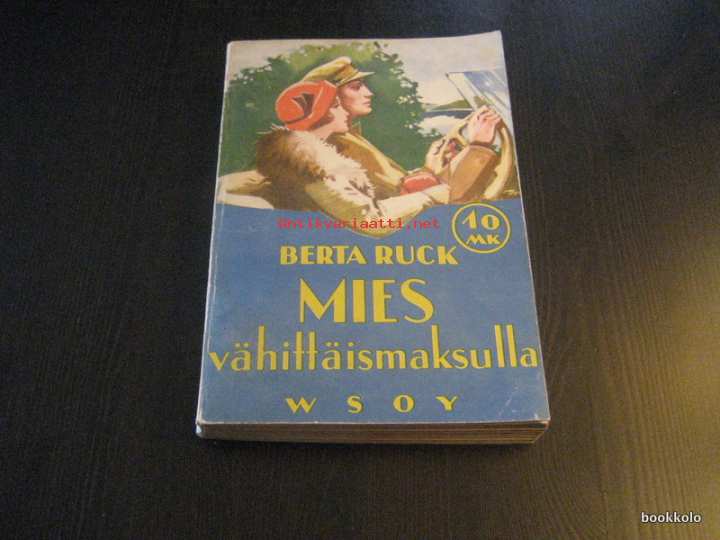 Antikvariaatti.net
10
MK
BERTA RUCK
MIES
vähittäismaksulla
WSOY
bookkolo